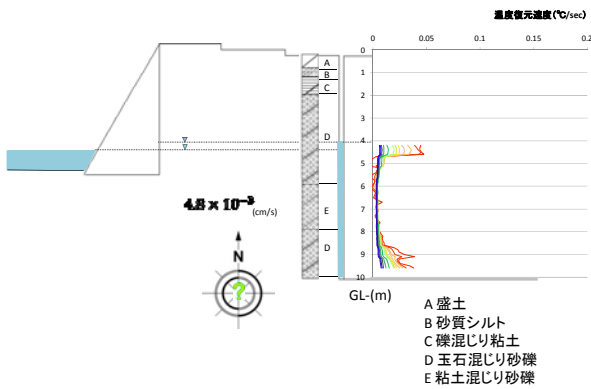 温度復元速度(℃/sec)
0 0.05 0.1 0.15 0.2
0
1
2
3
4
5
6
7
8
9
10
A
B
C
D
E
D
4.8 × 10⁻³
(cm/s)
N
?
GL-(m)
A 盛土
B 砂質シルト
C 礫混じり粘土
D 玉石混じり砂礫
E 粘土混じり砂礫